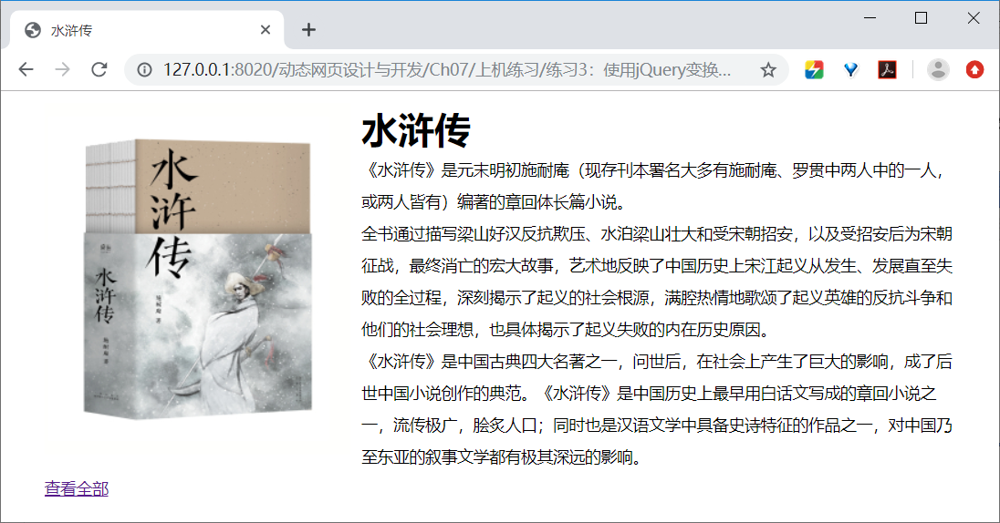 水浒传
127.0.0.1:8020/动态网页设计与开发/Ch07/上机练习/练习3：使用jQuery变换...
水浒传
水浒传
施耐庵 著
水浒传
《水浒传》是元末明初施耐庵（现存刊本署名大多有施耐庵、罗贯中两人中的一人，
或两人皆有）编著的章回体长篇小说。
全书通过描写梁山好汉反抗欺压、水泊梁山壮大和受宋朝招安，以及受招安后为宋朝
征战，最终消亡的宏大故事，艺术地反映了中国历史上宋江起义从发生、发展直至失
败的全过程，深刻揭示了起义的社会根源，满腔热情地歌颂了起义英雄的反抗斗争和
他们的社会理想，也具体揭示了起义失败的内在历史原因。
《水浒传》是中国古典四大名著之一，问世后，在社会上产生了巨大的影响，成了后
世中国小说创作的典范。《水浒传》是中国历史上最早用白话文写成的章回小说之
一，流传极广，脍炙人口；同时也是汉语文学中具备史诗特征的作品之一，对中国乃
至东亚的叙事文学都有极其深远的影响。
查看全部